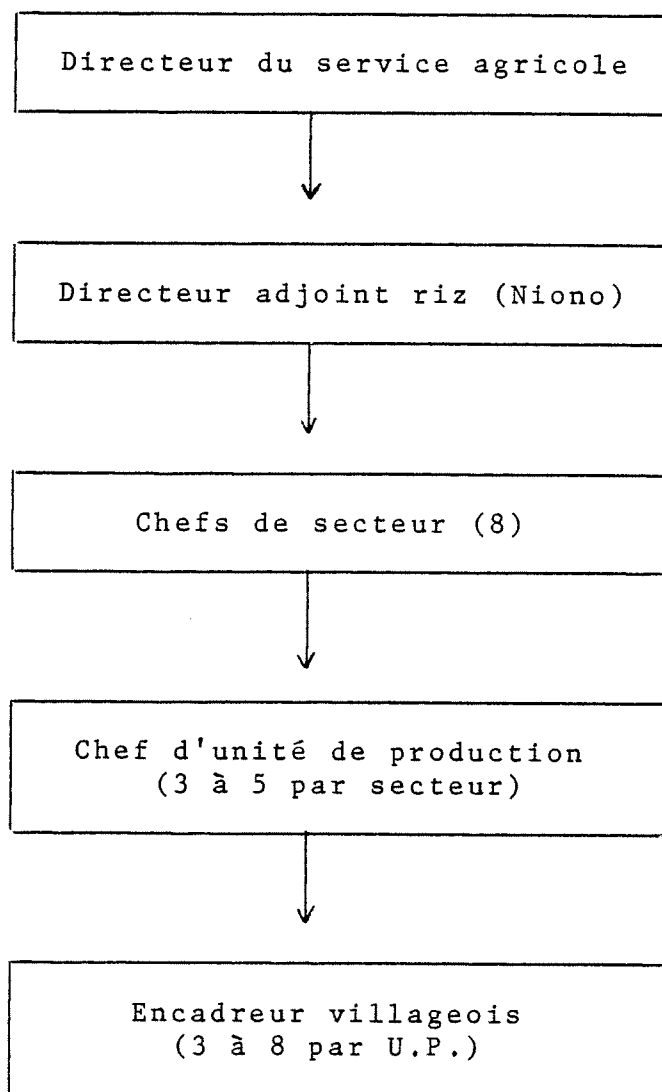 Directeur du service agricole
Directeur adjoint riz (Niono)
Chefs de secteur (8)
Chef d'unité de production
(3 à 5 par secteur)
Encadreur villageois
(3 à 8 par U.P.)